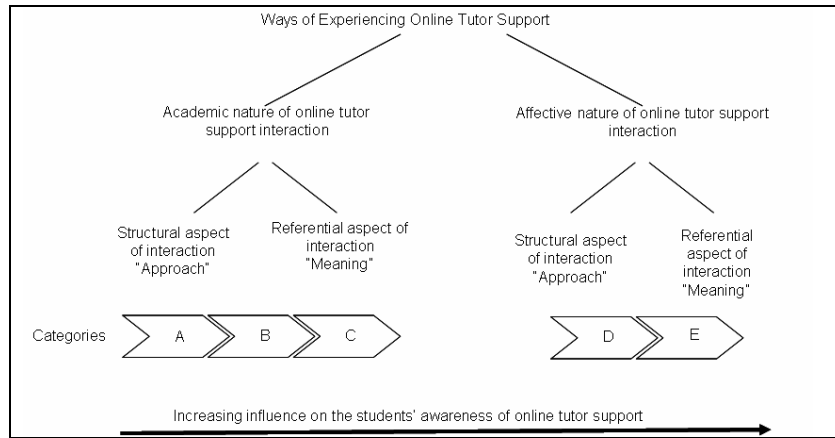 Ways of Experiencing Online Tutor Support
Academic nature of online tutor
support interaction
Affective nature of online tutor support
interaction
Structural aspect
of interaction
"Approach"
Referential aspect of
interaction
"Meaning"
Structural aspect
of interaction
"Approach"
Referential
aspect of
interaction
"Meaning"
Categories
A
B
C
D
E
Increasing influence on the students' awareness of online tutor support